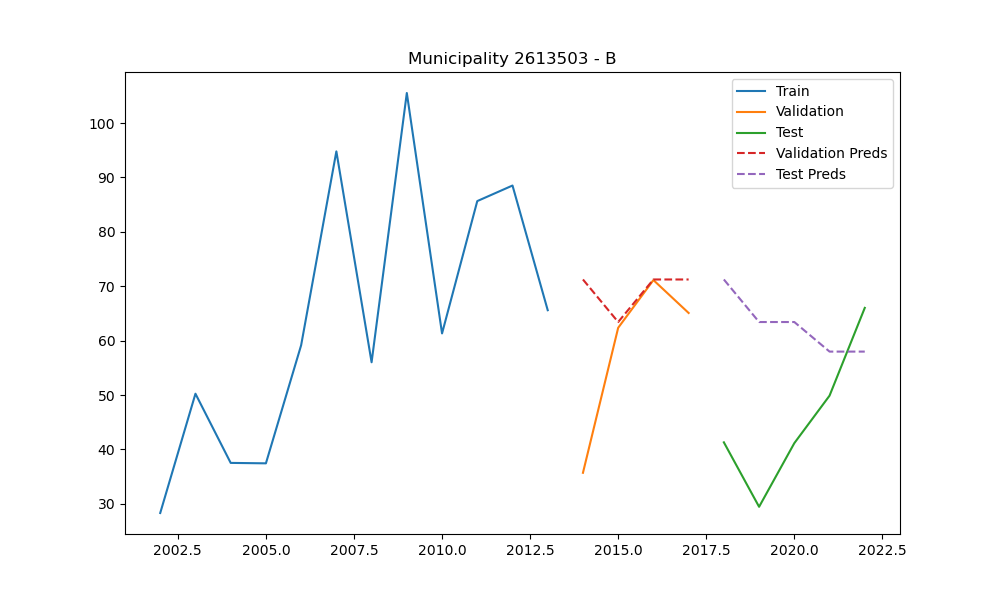 Municipality 2613503 - B
Train
Validation
Test
Validation Preds
Test Preds
100
90
80
70
60
50
40
30
2002.5 2005.0 2007.5 2010.0 2012.5 2015.0 2017.5 2020.0 2022.5